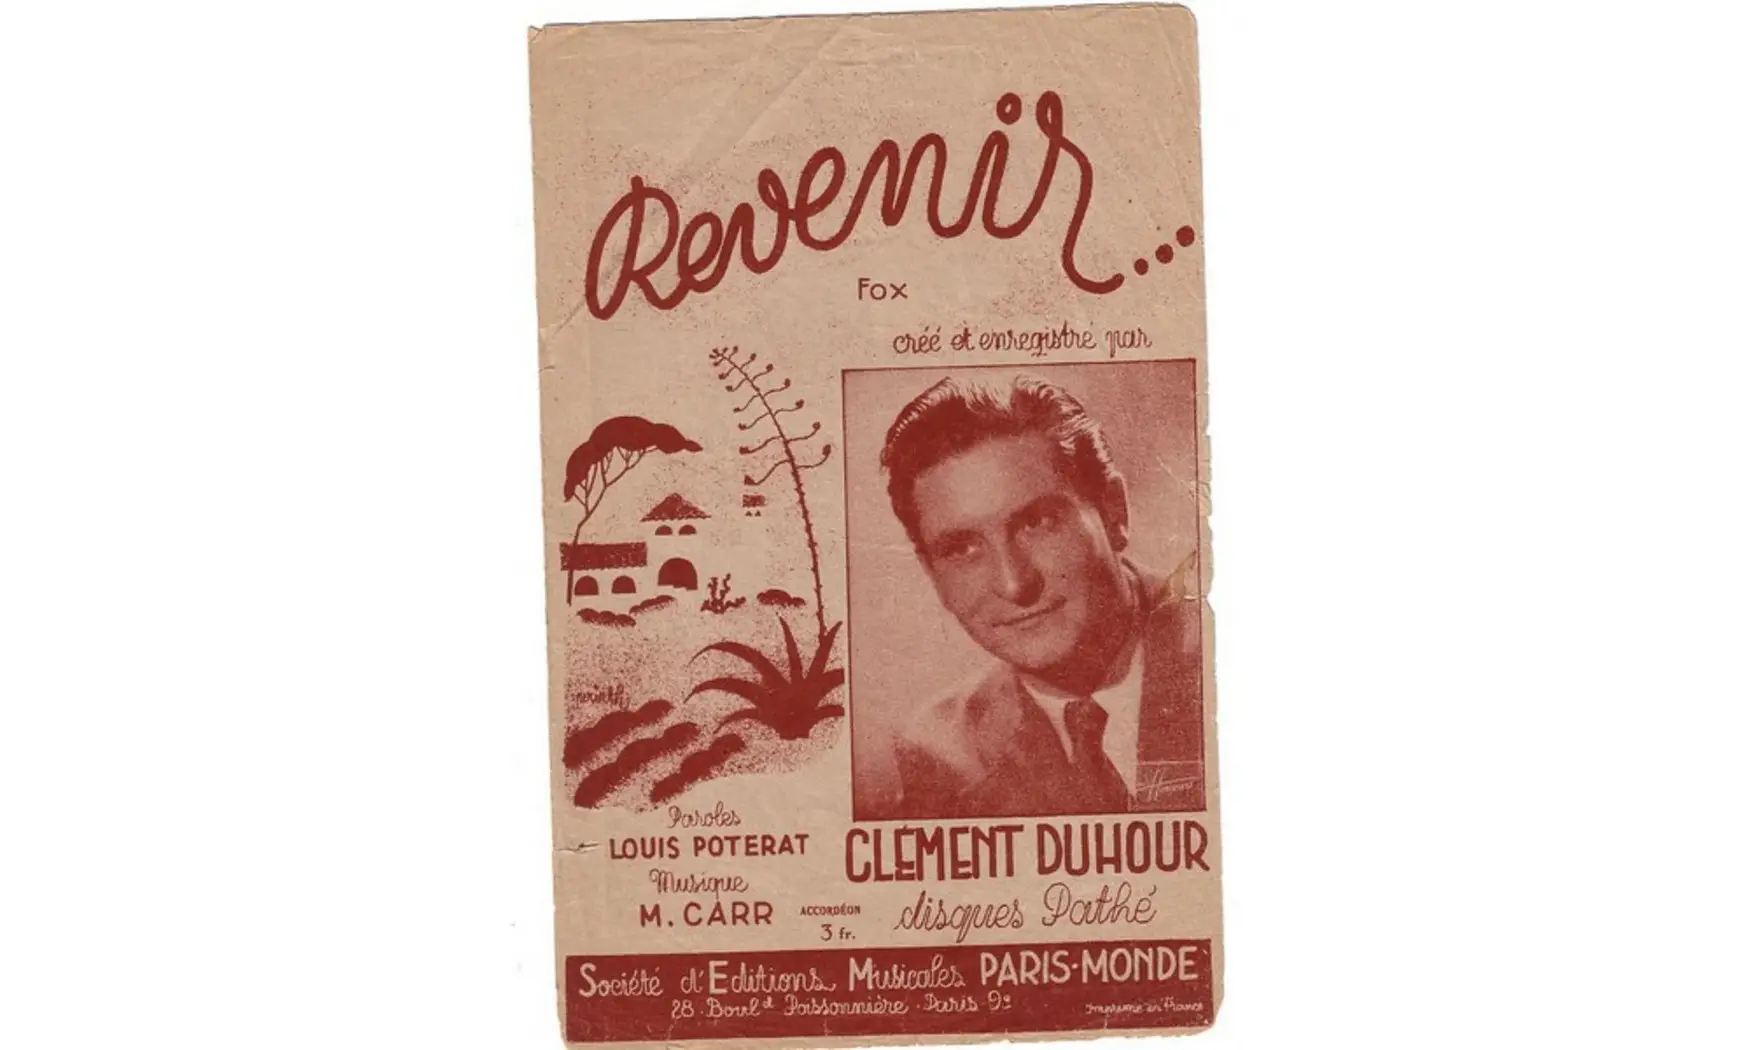 Revenir...
Fox
créé et enregistré par
Paroles
LOUIS POTERAT
Musique
M. CARR
ACCORDÉON
3 fr.
CLÉMENT DUHOUR
disques Pathé
Société d'Editions Musicales PARIS-MONDE
28. Boul.d Poissonnière. Paris 9e
Imprimé en France